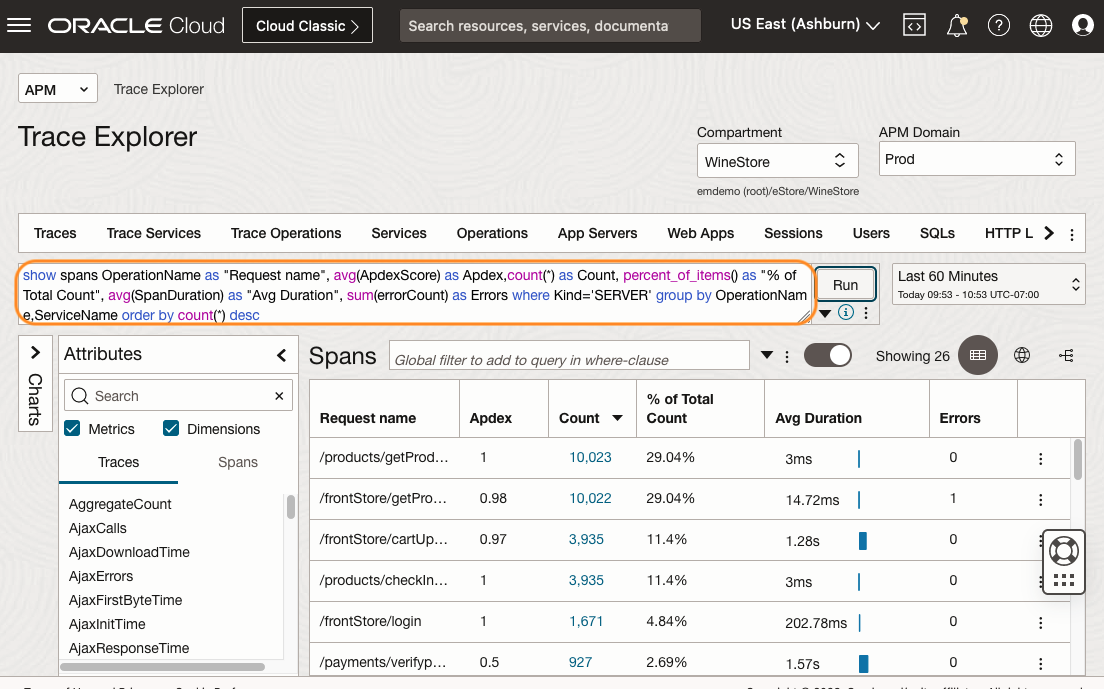 ORACLE Cloud
Cloud Classic
Search resources, services, documenta
US East (Ashburn)
APM
Trace Explorer
Trace Explorer
Compartment
APM Domain
WineStore
Prod
emdemo (root)/eStore/WineStore
Traces Trace Services Trace Operations Services Operations App Servers Web Apps Sessions Users SQLs HTTP L
show spans OperationName as "Request name", avg(ApdexScore) as Apdex,count(*) as Count, percent_of_items() as "% of
Total Count", avg(SpanDuration) as "Avg Duration", sum(errorCount) as Errors where Kind='SERVER' group by OperationNam
e,ServiceName order by count(*) desc
Run
Last 60 Minutes
Today 09:53 - 10:53 UTC-07:00
Charts
Attributes
Search
Metrics Dimensions
Traces Spans
AggregateCount
AjaxCalls
AjaxDownloadTime
AjaxErrors
AjaxFirstByteTime
AjaxInitTime
AjaxResponseTime
Spans
Global filter to add to query in where-clause
Showing 26
Request name Apdex Count % of Total Count Avg Duration Errors
/products/getProd... 1 10,023 29.04% 3ms 0
/frontStore/getPro... 0.98 10,022 29.04% 14.72ms 1
/frontStore/cartUp... 0.97 3,935 11.4% 1.28s 0
/products/checkIn... 1 3,935 11.4% 3ms 0
/frontStore/login 1 1,671 4.84% 202.78ms 0
/payments/verifyp... 0.5 927 2.69% 1.57s 0